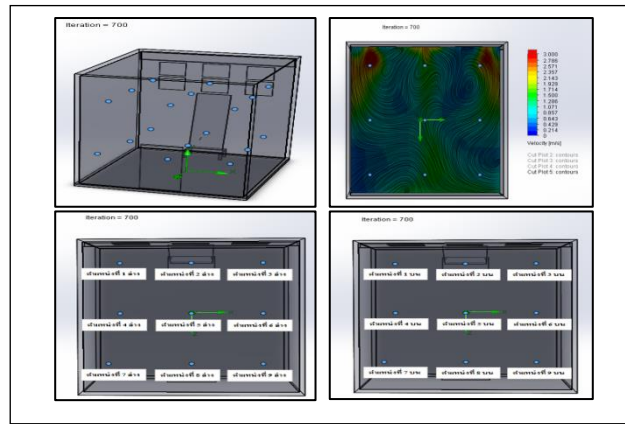 Iteration = 700
Iteration = 700
3.000
2.786
2.571
2.357
2.143
1.929
1.714
1.500
1.286
1.071
0.857
0.643
0.429
0.214
0
Velocity [m/s]
Cut Plot 3: contours
Cut Plot 5: contours
Iteration = 700
ตำแหน่งที่ 1 ล่าง
ตำแหน่งที่ 2 ล่าง
ตำแหน่งที่ 3 ล่าง
ตำแหน่งที่ 4 ล่าง
ตำแหน่งที่ 5 ล่าง
ตำแหน่งที่ 6 ล่าง
ตำแหน่งที่ 7 ล่าง
ตำแหน่งที่ 8 ล่าง
ตำแหน่งที่ 9 ล่าง
Iteration = 700
ตำแหน่งที่ 1 บน
ตำแหน่งที่ 2 บน
ตำแหน่งที่ 3 บน
ตำแหน่งที่ 4 บน
ตำแหน่งที่ 5 บน
ตำแหน่งที่ 6 บน
ตำแหน่งที่ 7 บน
ตำแหน่งที่ 8 บน
ตำแหน่งที่ 9 บน